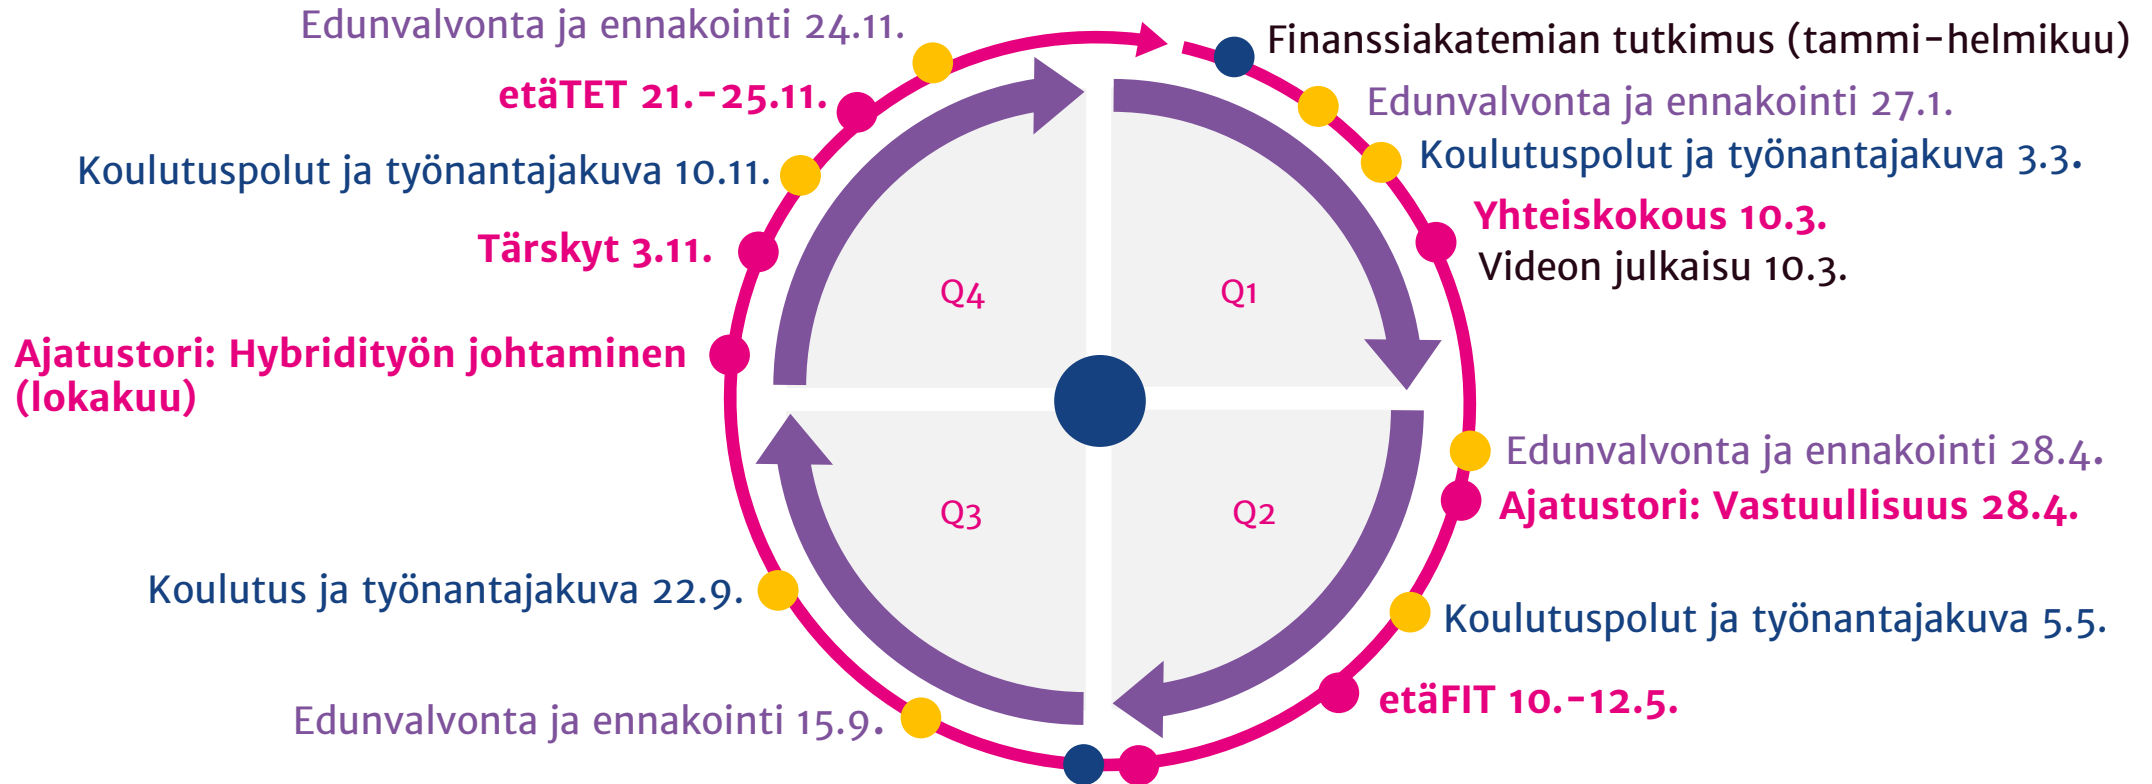 Finanssiakatemian tutkimus (tammi-helmikuu)
Edunvalvonta ja ennakointi 27.1.
Koulutuspolut ja työnantajakuva 3.3.
Yhteiskokous 10.3.
Videon julkaisu 10.3.
Edunvalvonta ja ennakointi 28.4.
Ajatustori: Vastuullisuus 28.4.
Koulutuspolut ja työnantajakuva 5.5.
etäFIT 10.-12.5.
Edunvalvonta ja ennakointi 15.9.
Koulutus ja työnantajakuva 22.9.
Ajatustori: Hybridityön johtaminen
(lokakuu)
Tärskyt 3.11.
Koulutuspolut ja työnantajakuva 10.11.
etäTET 21.-25.11.
Edunvalvonta ja ennakointi 24.11.
Q4
Q1
Q3
Q2